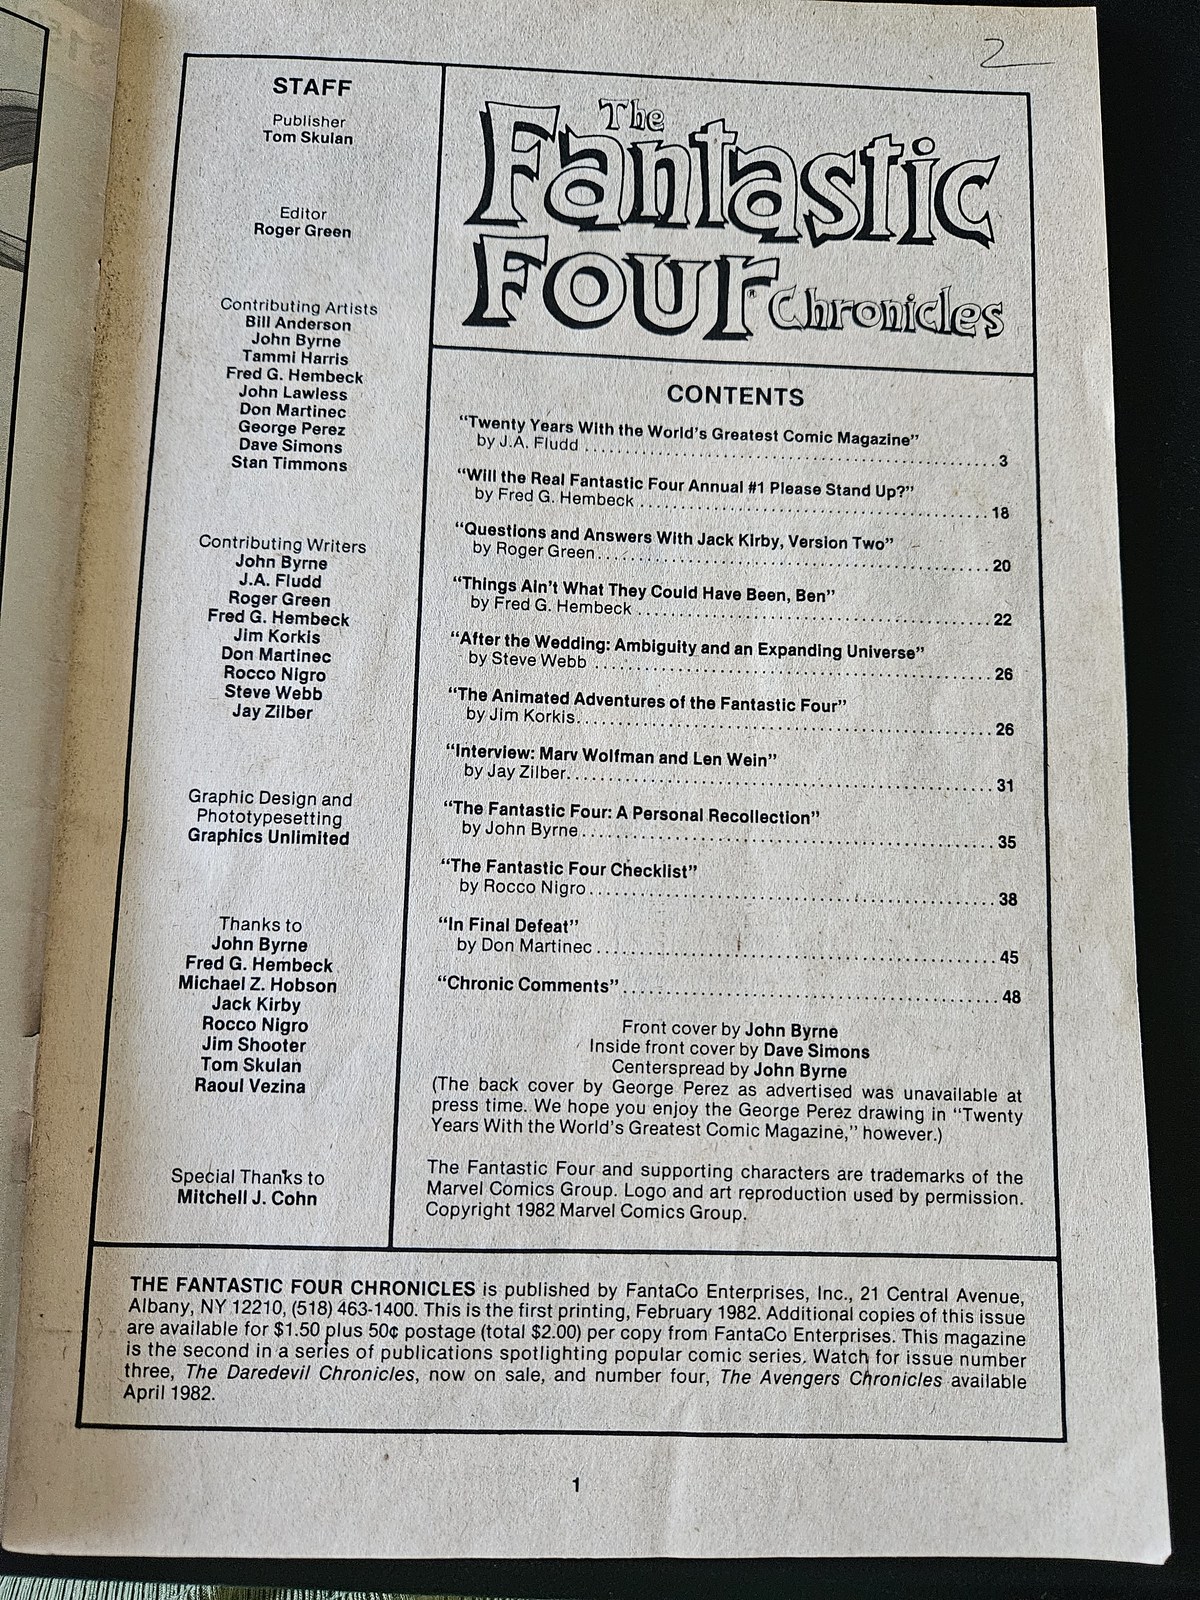 2
STAFF
Publisher
Tom Skulan
Editor
Roger Green
Contributing Artists
Bill Anderson
John Byrne
Tammi Harris
Fred G. Hembeck
John Lawless
Don Martinec
George Perez
Dave Simons
Stan Timmons
Contributing Writers
John Byrne
J.A. Fludd
Roger Green
Fred G. Hembeck
Jim Korkis
Don Martinec
Rocco Nigro
Steve Webb
Jay Zilber
Graphic Design and
Phototypesetting
Graphics Unlimited
Thanks to
John Byrne
Fred G. Hembeck
Michael Z. Hobson
Jack Kirby
Rocco Nigro
Jim Shooter
Tom Skulan
Raoul Vezina
Special Thanks to
Mitchell J. Cohn
The
Fantastic
Four Chronicles
CONTENTS
“Twenty Years With the World’s Greatest Comic Magazine”
by J.A. Fludd ........ 3
“Will the Real Fantastic Four Annual #1 Please Stand Up?”
by Fred G. Hembeck ........ 18
“Questions and Answers With Jack Kirby, Version Two”
by Roger Green ........ 20
“Things Ain’t What They Could Have Been, Ben”
by Fred G. Hembeck ........ 22
“After the Wedding: Ambiguity and an Expanding Universe”
by Steve Webb ........ 26
“The Animated Adventures of the Fantastic Four”
by Jim Korkis ........ 26
“Interview: Marv Wolfman and Len Wein”
by Jay Zilber ........ 31
“The Fantastic Four: A Personal Recollection”
by John Byrne ........ 35
“The Fantastic Four Checklist”
by Rocco Nigro ........ 38
“In Final Defeat”
by Don Martinec ........ 45
“Chronic Comments” ........ 48
Front cover by John Byrne
Inside front cover by Dave Simons
Centerspread by John Byrne
(The back cover by George Perez as advertised was unavailable at
press time. We hope you enjoy the George Perez drawing in “Twenty
Years With the World’s Greatest Comic Magazine,” however.)
The Fantastic Four and supporting characters are trademarks of the
Marvel Comics Group. Logo and art reproduction used by permission.
Copyright 1982 Marvel Comics Group.
THE FANTASTIC FOUR CHRONICLES is published by FantaCo Enterprises, Inc., 21 Central Avenue,
Albany, NY 12210, (518) 463-1400. This is the first printing, February 1982. Additional copies of this issue
are available for $1.50 plus 50¢ postage (total $2.00) per copy from FantaCo Enterprises. This magazine
is the second in a series of publications spotlighting popular comic series. Watch for issue number
three, The Daredevil Chronicles, now on sale, and number four, The Avengers Chronicles available
April 1982.
1